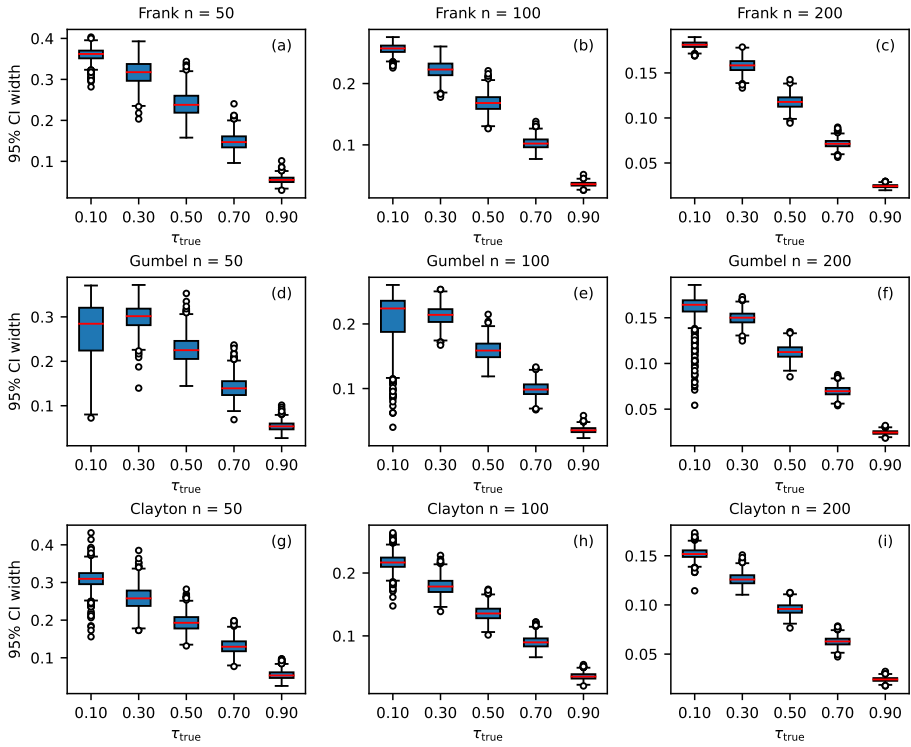 Frank n = 50
Frank n = 100
Frank n = 200
(a)
(b)
(c)
95% CI width
0.4
0.3
0.2
0.1
0.2
0.1
0.15
0.10
0.05
0.10 0.30 0.50 0.70 0.90
0.10 0.30 0.50 0.70 0.90
0.10 0.30 0.50 0.70 0.90
τtrue
τtrue
τtrue
Gumbel n = 50
Gumbel n = 100
Gumbel n = 200
(d)
(e)
(f)
95% CI width
0.3
0.2
0.1
0.2
0.1
0.15
0.10
0.05
0.10 0.30 0.50 0.70 0.90
0.10 0.30 0.50 0.70 0.90
0.10 0.30 0.50 0.70 0.90
τtrue
τtrue
τtrue
Clayton n = 50
Clayton n = 100
Clayton n = 200
(g)
(h)
(i)
95% CI width
0.4
0.3
0.2
0.1
0.2
0.1
0.15
0.10
0.05
0.10 0.30 0.50 0.70 0.90
0.10 0.30 0.50 0.70 0.90
0.10 0.30 0.50 0.70 0.90
τtrue
τtrue
τtrue